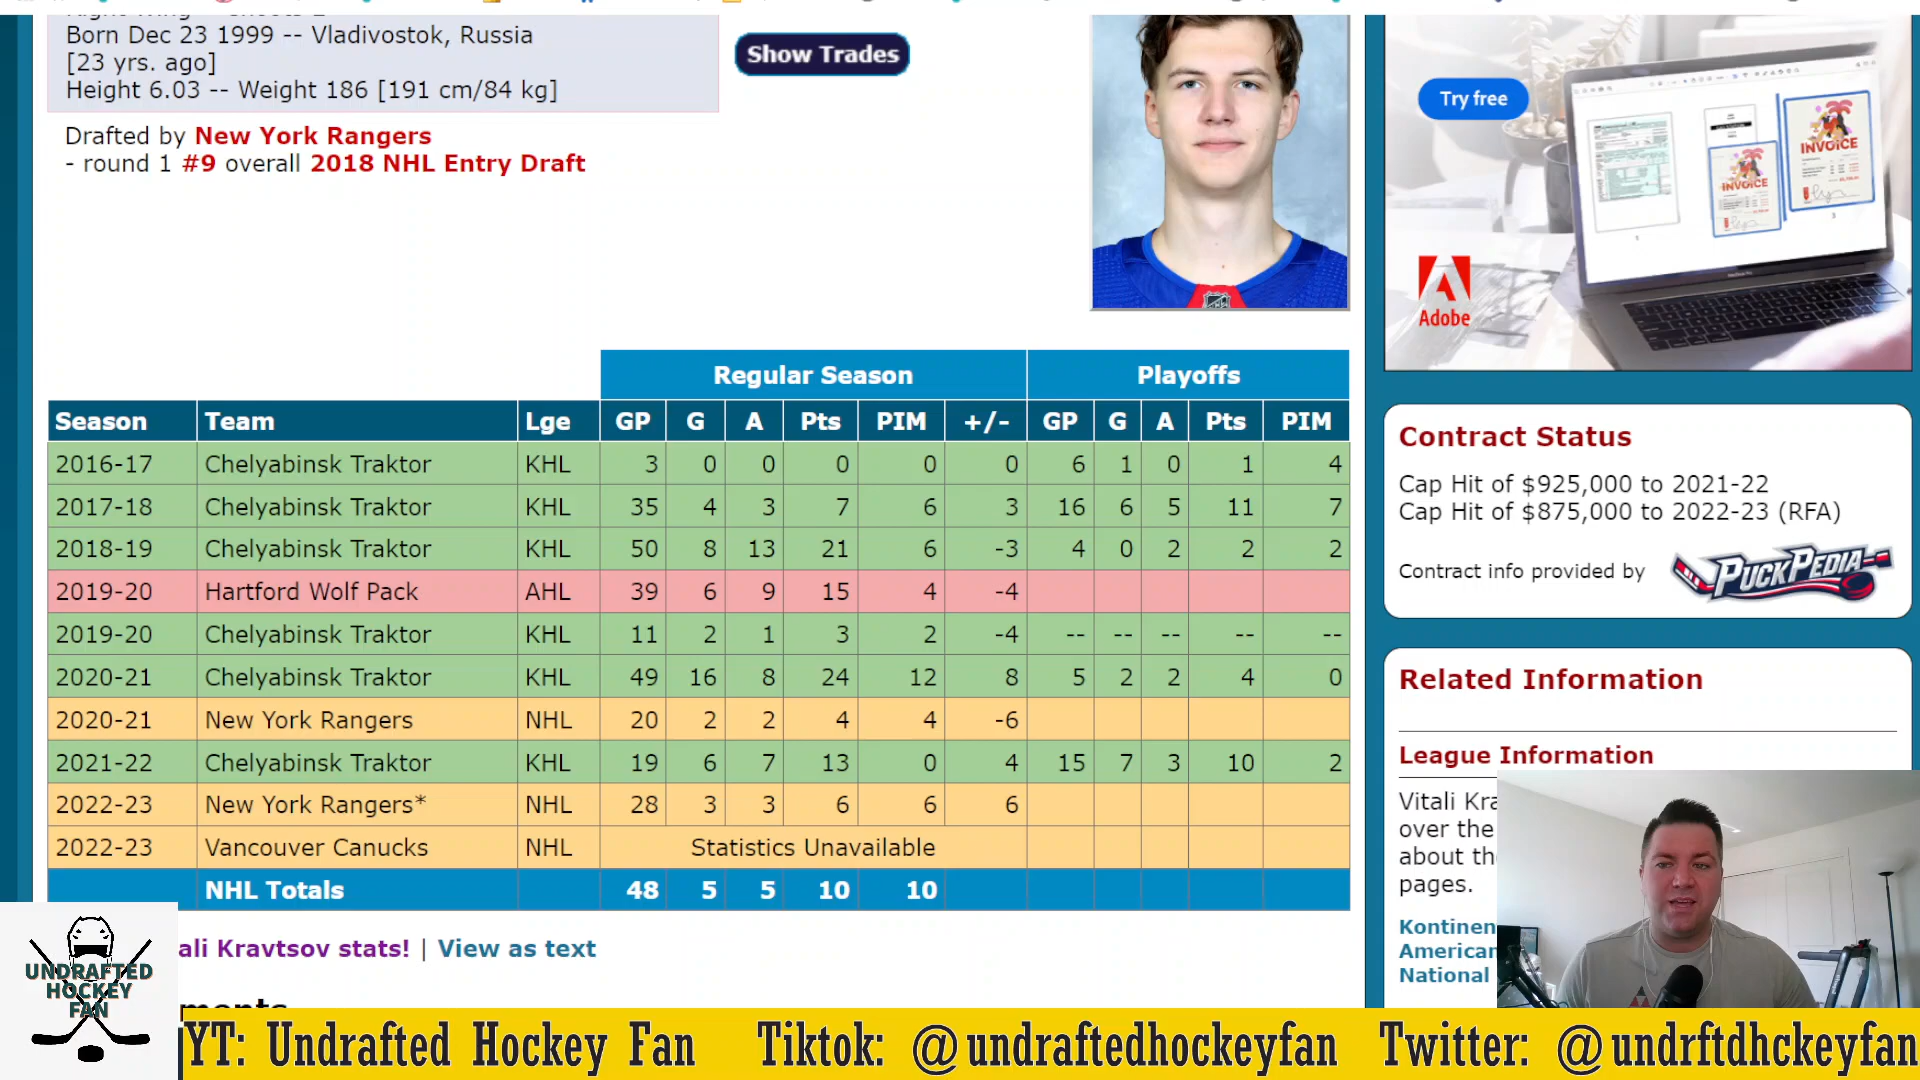 Born Dec 23 1999 -- Vladivostok, Russia
[23 yrs. ago]
Height 6.03 -- Weight 186 [191 cm/84 kg]
Show Trades
Drafted by New York Rangers
- round 1 #9 overall 2018 NHL Entry Draft
Try free
INVOICE
INVOICE
Adobe
Regular Season Playoffs
Season Team Lge GP G A Pts PIM +/- GP G A Pts PIM
2016-17 Chelyabinsk Traktor KHL 3 0 0 0 0 0 6 1 0 1 4
2017-18 Chelyabinsk Traktor KHL 35 4 3 7 6 3 16 6 5 11 7
2018-19 Chelyabinsk Traktor KHL 50 8 13 21 6 -3 4 0 2 2 2
2019-20 Hartford Wolf Pack AHL 39 6 9 15 4 -4
2019-20 Chelyabinsk Traktor KHL 11 2 1 3 2 -4 -- -- -- -- --
2020-21 Chelyabinsk Traktor KHL 49 16 8 24 12 8 5 2 2 4 0
2020-21 New York Rangers NHL 20 2 2 4 4 -6
2021-22 Chelyabinsk Traktor KHL 19 6 7 13 0 4 15 7 3 10 2
2022-23 New York Rangers* NHL 28 3 3 6 6 6
2022-23 Vancouver Canucks NHL Statistics Unavailable
NHL Totals 48 5 5 10 10
ali Kravtsov stats! | View as text
Contract Status
Cap Hit of $925,000 to 2021-22
Cap Hit of $875,000 to 2022-23 (RFA)
Contract info provided by PUCKPEDIA
Related Information
League Information
Vitali Kra
over the
about th
pages.
Kontinen
American
National
UNDRAFTED
HOCKEY
FAN
YT: Undrafted Hockey Fan Tiktok: @undraftedhockeyfan Twitter: @undrftdhckeyfan